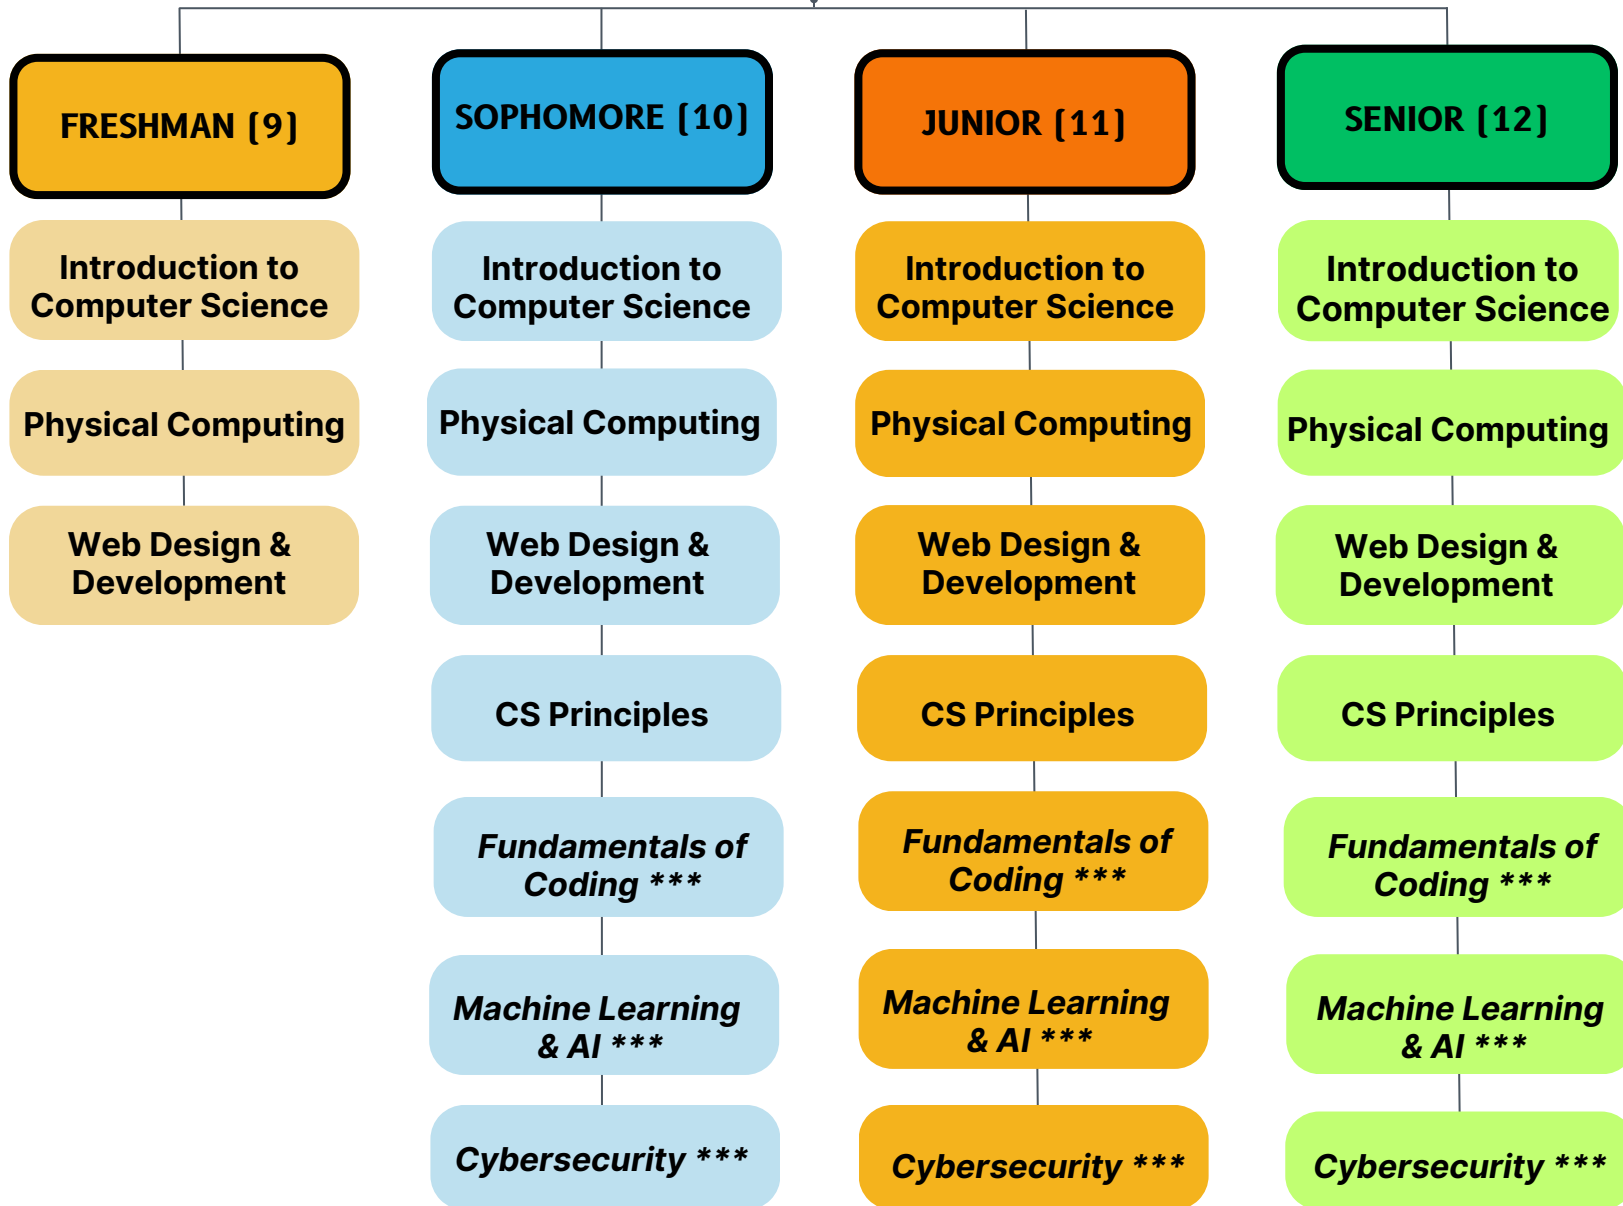 FRESHMAN (9)
Introduction to
Computer Science
Physical Computing
Web Design &
Development
SOPHOMORE (10)
Introduction to
Computer Science
Physical Computing
Web Design &
Development
CS Principles
Fundamentals of
Coding ***
Machine Learning
& AI ***
Cybersecurity ***
JUNIOR (11)
Introduction to
Computer Science
Physical Computing
Web Design &
Development
CS Principles
Fundamentals of
Coding ***
Machine Learning
& AI ***
Cybersecurity ***
SENIOR (12)
Introduction to
Computer Science
Physical Computing
Web Design &
Development
CS Principles
Fundamentals of
Coding ***
Machine Learning
& AI ***
Cybersecurity ***